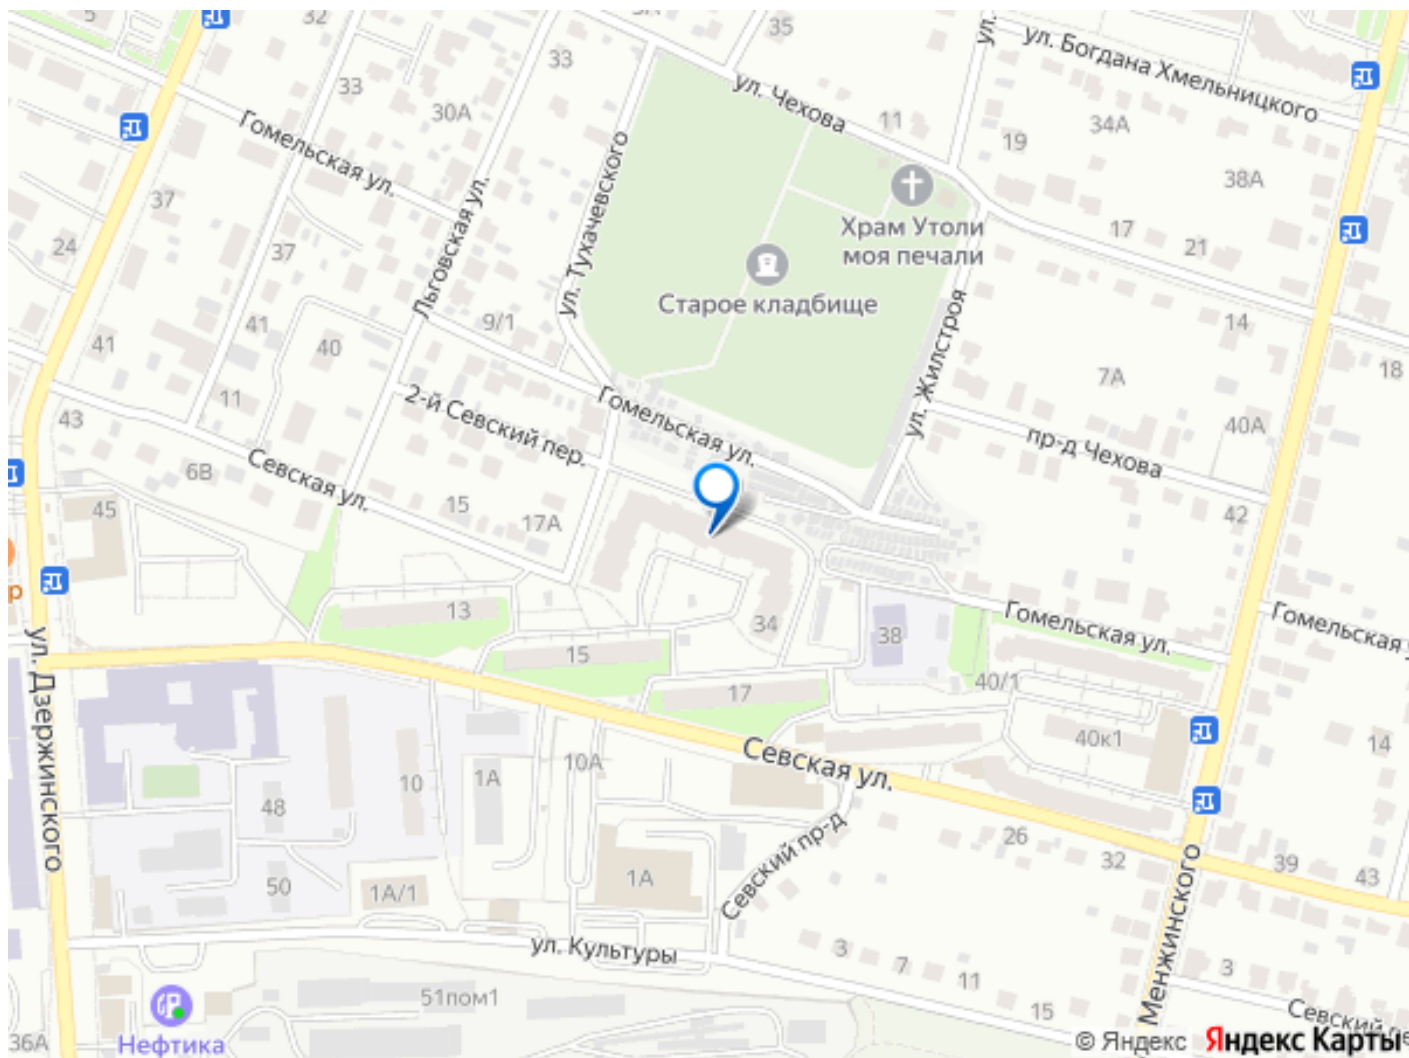 32
35
ул.
ул. Богдана Хмельницкого
5
33
33
30А
ул. Чехова
11
19
34А
38А
Гомельская ул.
Льговская ул.
ул. Тухачевского
37
24
37
Храм Утоли
моя печали
Старое кладбище
17
21
41
41
40
9/1
ул. Жилстроя
14
18
7А
40А
11
43
2-й Севский пер.
Гомельская ул.
пр-д Чехова
6В
Севская ул.
15
17А
42
45
р
13
34
38
Гомельская ул.
Гомельская у
ул. Дзержинского
15
17
40/1
40к1
14
Севская ул.
10
1А
10А
48
Севский пр-д
26
32
39
43
50
1А/1
1А
Менжинского
ул. Культуры
3
7
11
15
3
51пом1
Севский пе
36А
Нефтика
© Яндекс Яндекс Карты